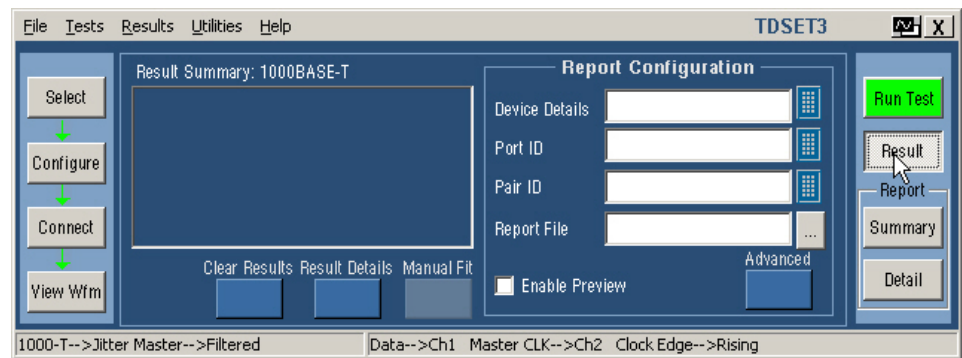 File Tests Results Utilities Help TDSET3 X
Select
Configure
Connect
View Wfm
Result Summary: 1000BASE-T
Clear Results Result Details Manual Fit
Report Configuration
Device Details
Port ID
Pair ID
Report File ...
Enable Preview
Advanced
Run Test
Result
Report
Summary
Detail
1000-T-->Jitter Master-->Filtered Data-->Ch1 Master CLK-->Ch2 Clock Edge-->Rising